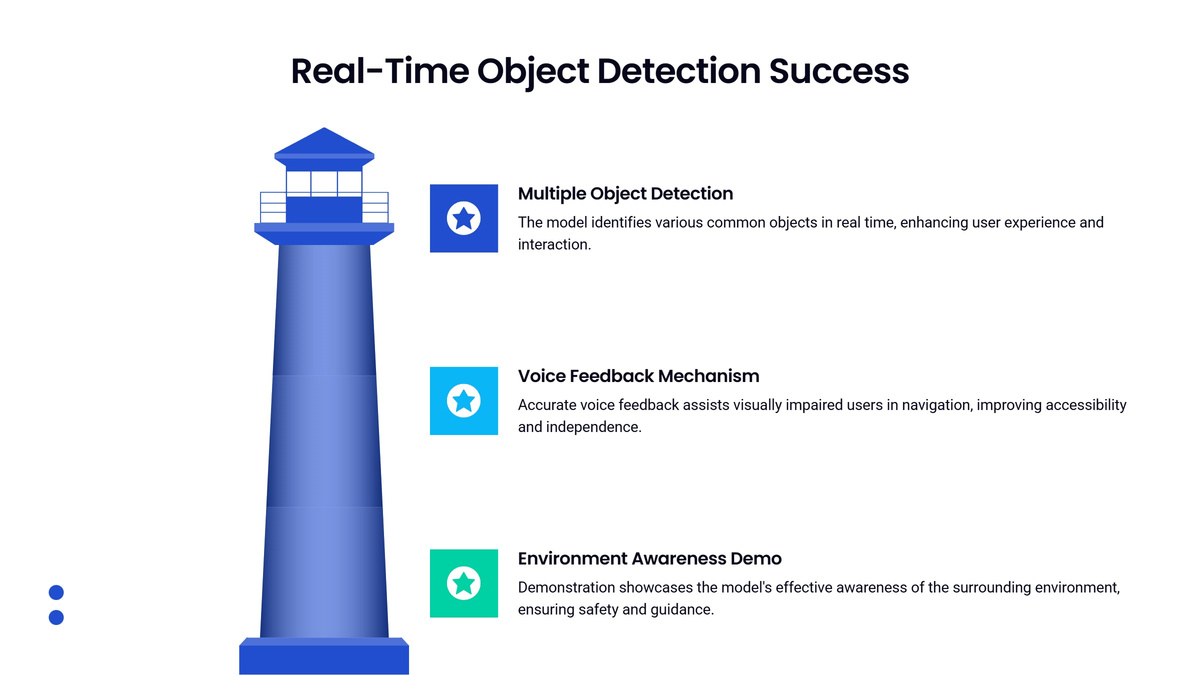 Real-Time Object Detection Success
Multiple Object Detection
The model identifies various common objects in real time, enhancing user experience and
interaction.
Voice Feedback Mechanism
Accurate voice feedback assists visually impaired users in navigation, improving accessibility
and independence.
Environment Awareness Demo
Demonstration showcases the model's effective awareness of the surrounding environment,
ensuring safety and guidance.